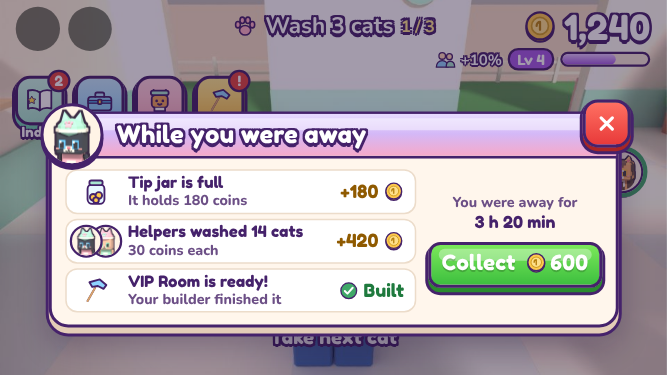 Wash 3 cats 1/3
1,240
+10%
Lv 4
2
!
Ind
While you were away
Tip jar is full
It holds 180 coins
+180
Helpers washed 14 cats
30 coins each
+420
VIP Room is ready!
Your builder finished it
Built
You were away for
3 h 20 min
Collect 600
Take next cat